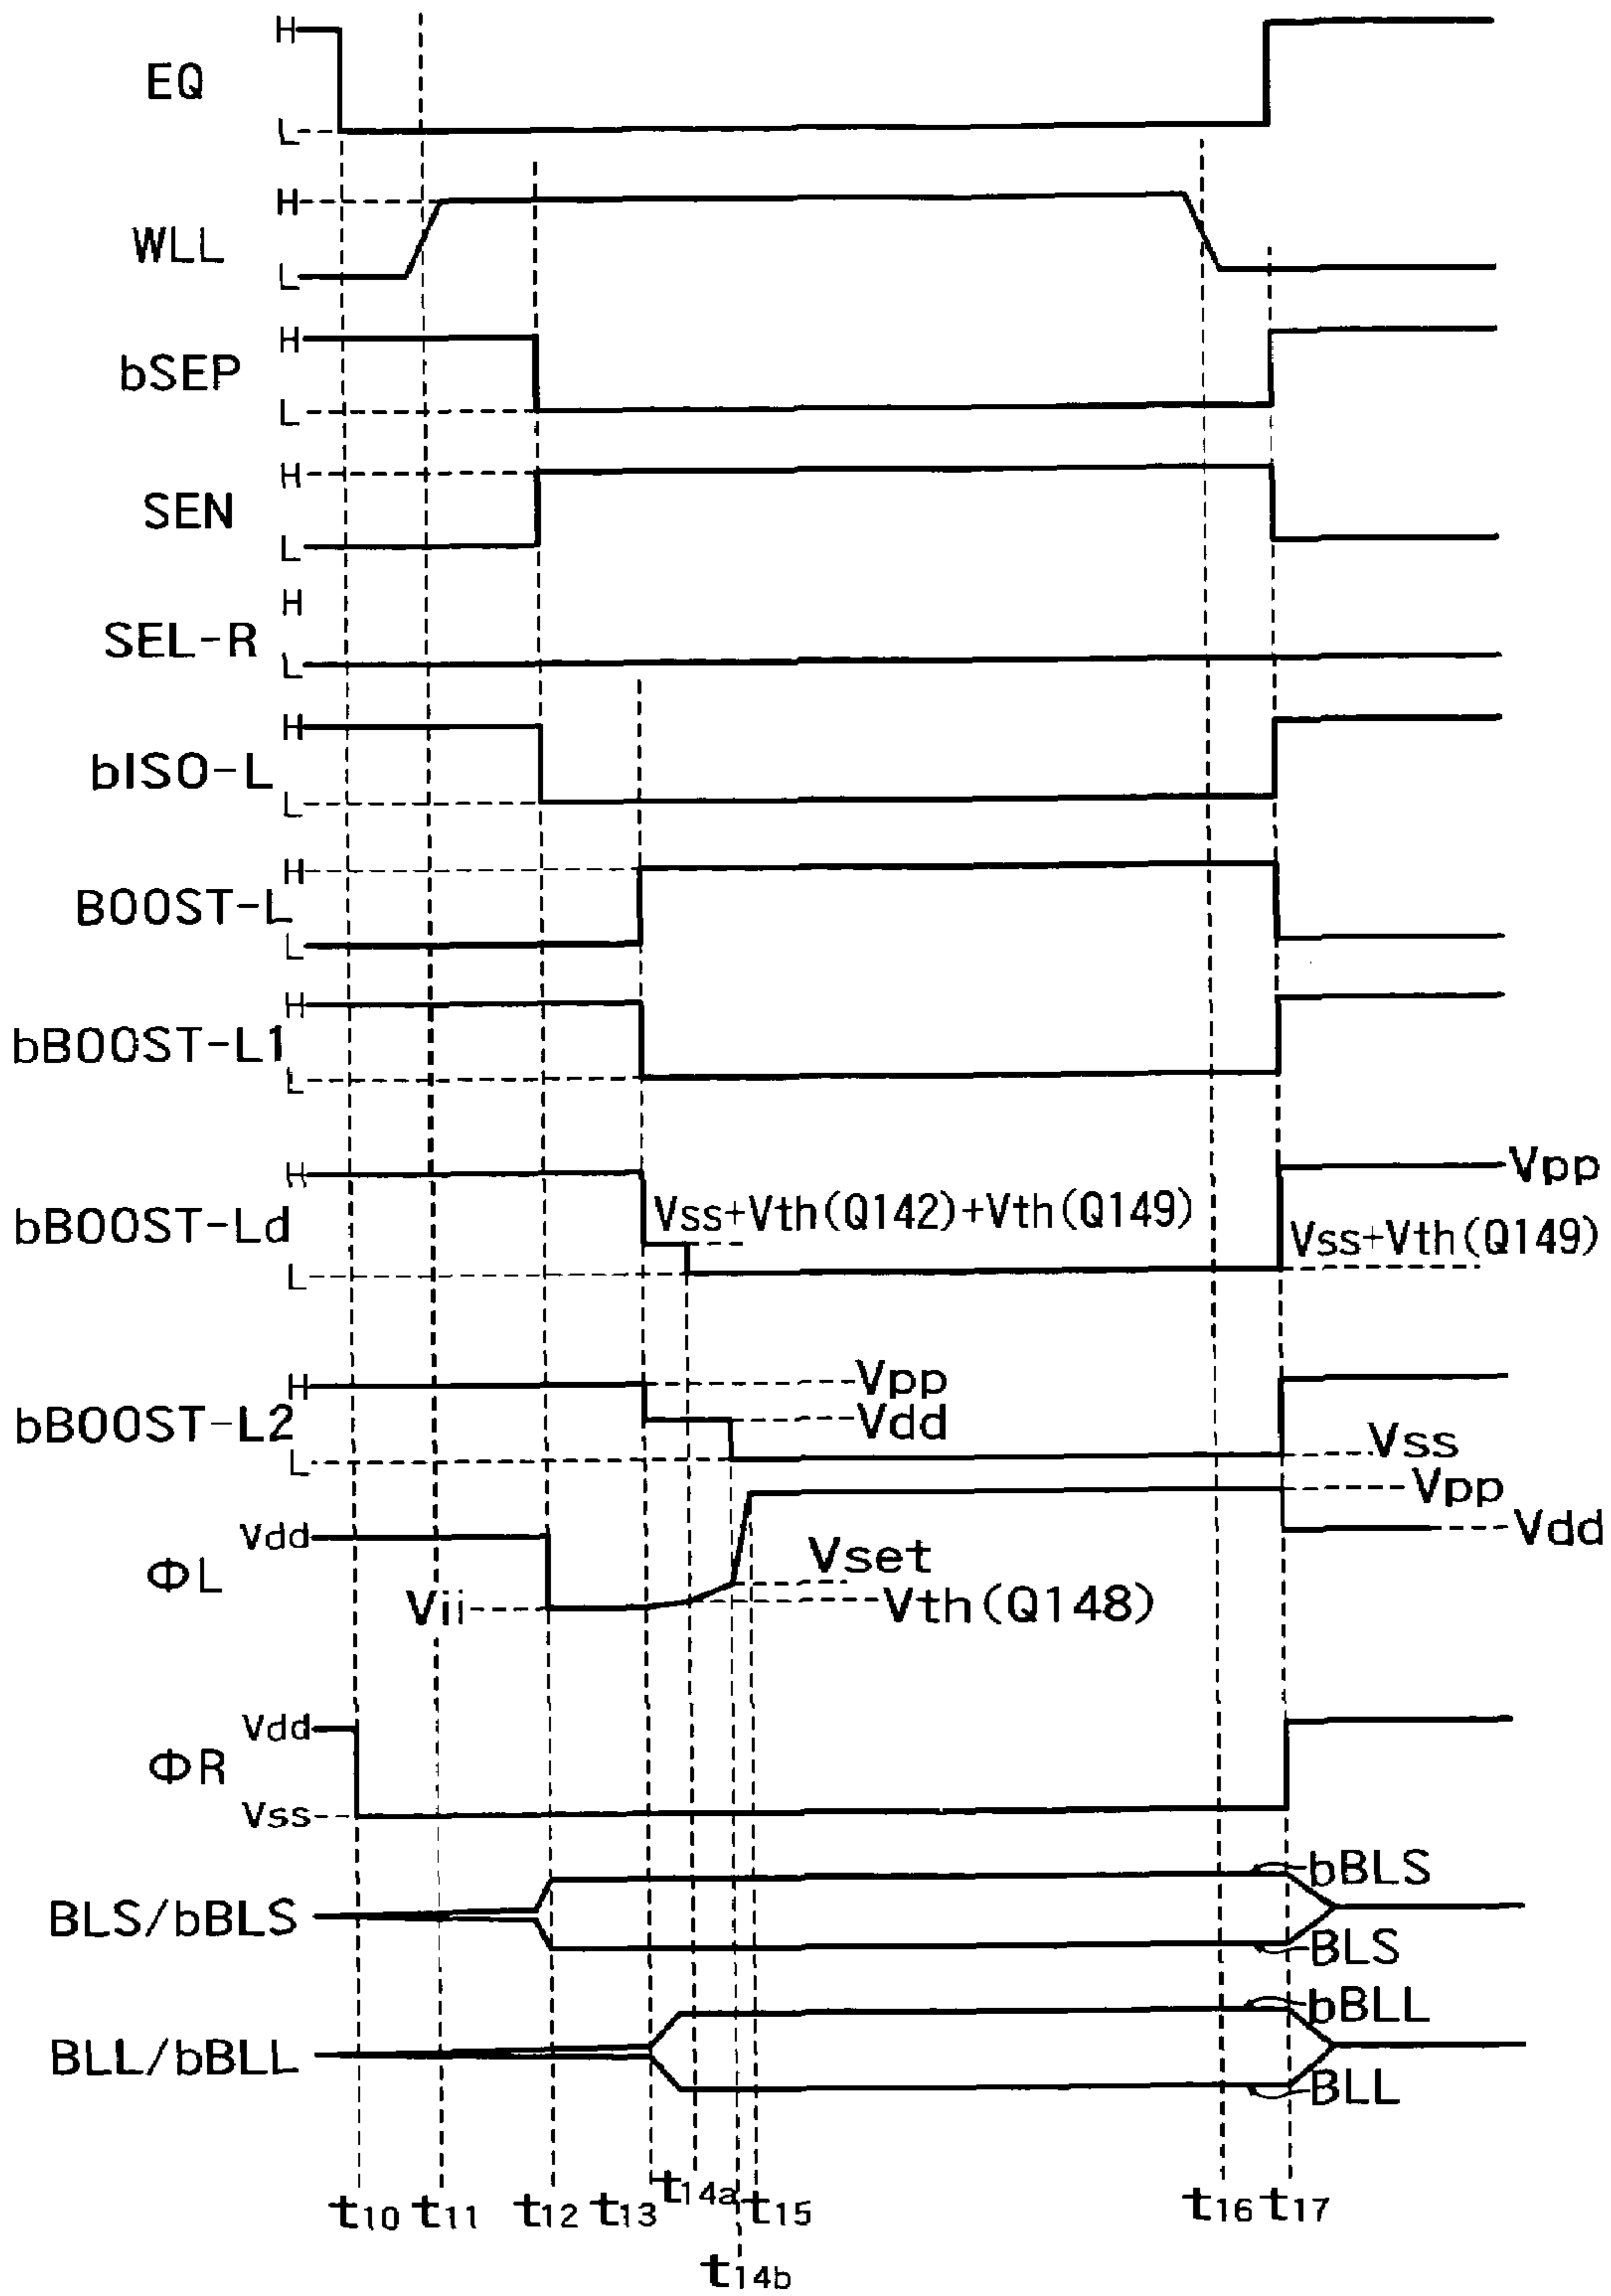 H
EQ
L
H
WLL
L
H
bSEP
L
H
SEN
L
H
SEL-R
L
H
bISO-L
L
H
BOOST-L
L
H
bBOOST-L1
L
H
Vpp
Vss+Vth(Q142)+Vth(Q149)
bBOOST-Ld
Vss+Vth(Q149)
L
H
Vpp
bBOOST-L2
Vdd
L
Vss
Vpp
Vdd
Vdd
ΦL
Vset
Vii
Vth(Q148)
Vdd
ΦR
Vss
bBLS
BLS/bBLS
BLS
bBLL
BLL/bBLL
BLL
t10 t11 t12 t13 t14a t15 t16 t17
t14b